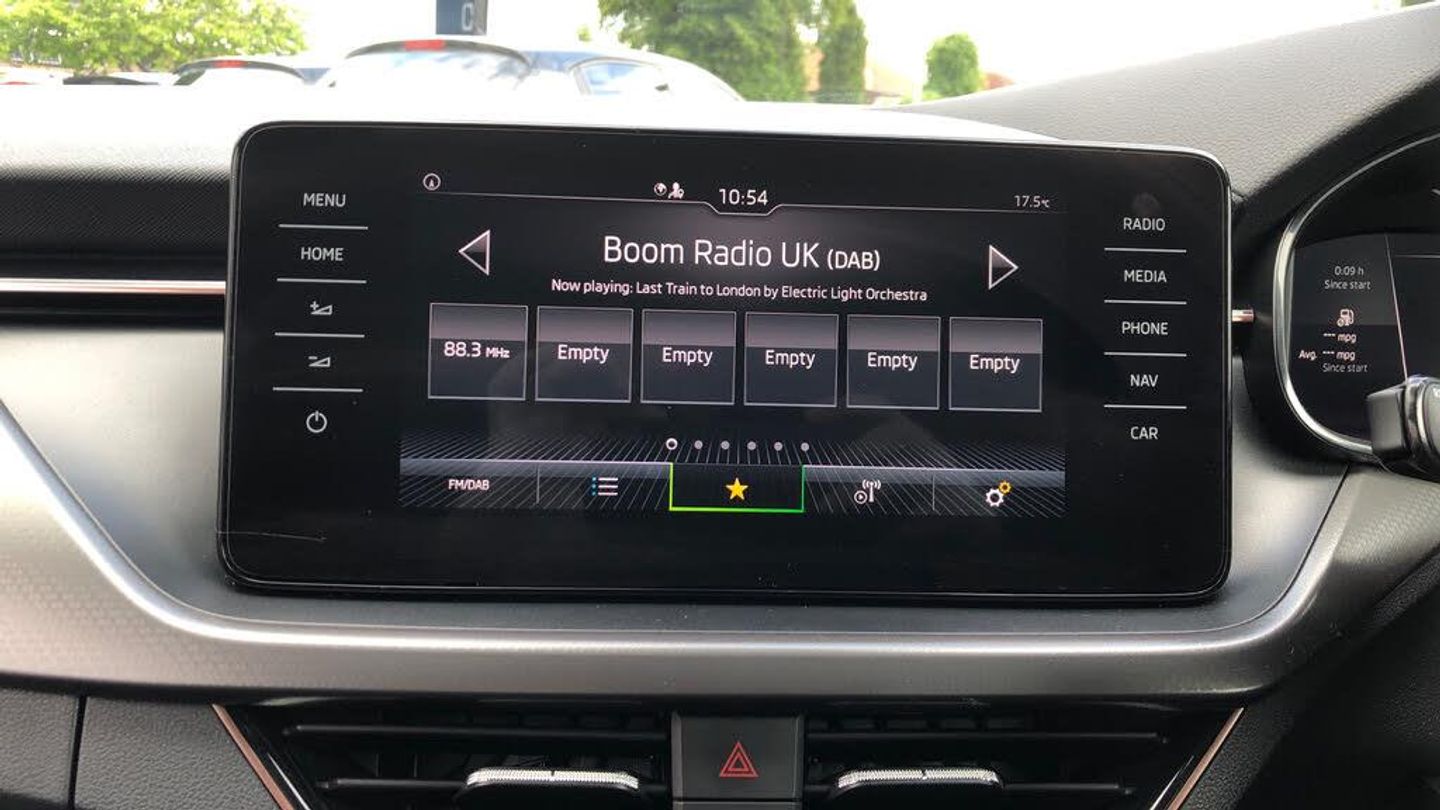 C
MENU
HOME
POWER
10:54
17.5°C
Boom Radio UK (DAB)
Now playing: Last Train to London by Electric Light Orchestra
88.3 MHz
Empty
Empty
Empty
Empty
Empty
FM/DAB
RADIO
MEDIA
PHONE
NAV
CAR
0:09 h
Since start
--- mpg
Avg. --- mpg
Since start